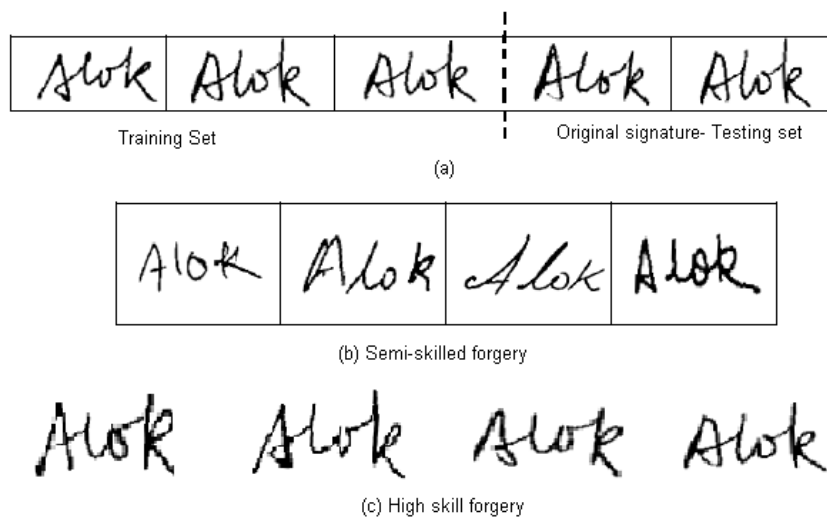 Alok Alok Alok Alok Alok
Training Set Original signature- Testing set
(a)
Alok Alok Alok Alok
(b) Semi-skilled forgery
Alok Alok Alok Alok
(c) High skill forgery